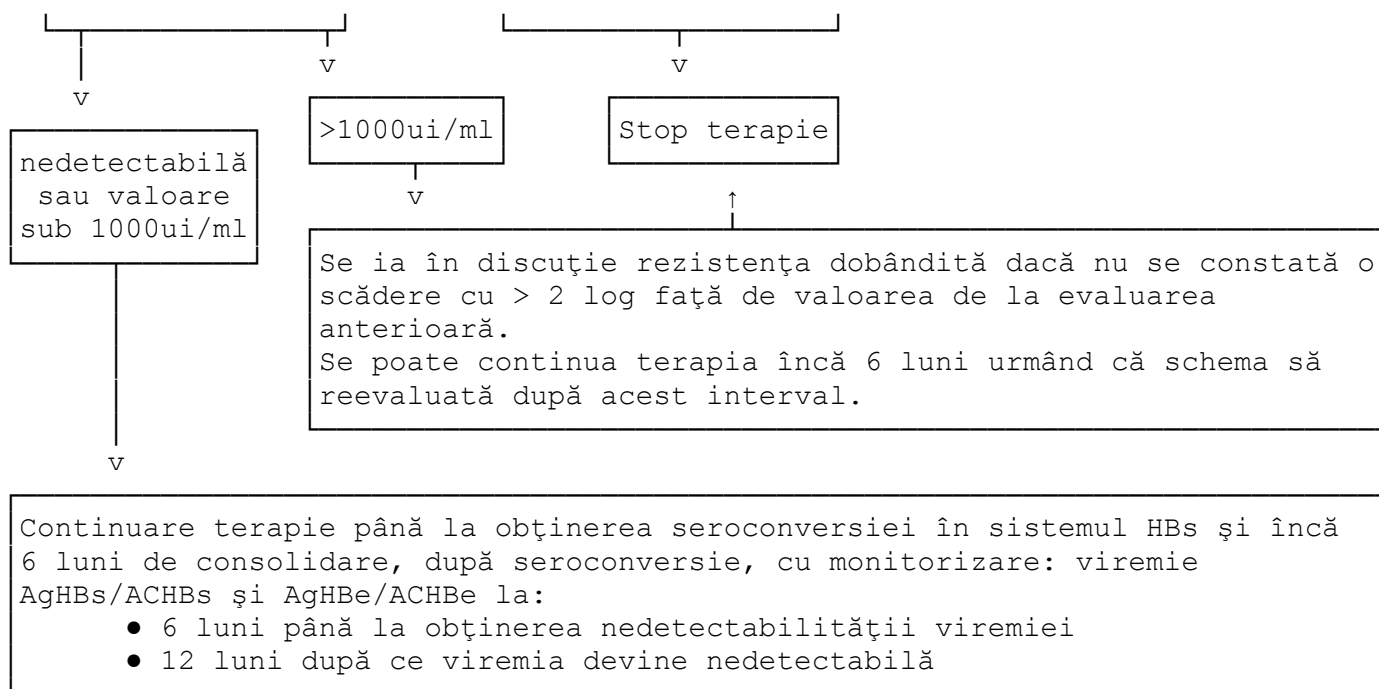 >1000ui/ml
Stop terapie
nedetectabilă
sau valoare
sub 1000ui/ml
Se ia în discuţie rezistenţa dobândită dacă nu se constată o
scădere cu > 2 log faţă de valoarea de la evaluarea
anterioară.
Se poate continua terapia încă 6 luni urmând că schema să
reevaluată după acest interval.
Continuare terapie până la obţinerea seroconversiei în sistemul HBs şi încă
6 luni de consolidare, după seroconversie, cu monitorizare: viremie
AgHBs/ACHBs şi AgHBe/ACHBe la:
● 6 luni până la obţinerea nedetectabilităţii viremiei
● 12 luni după ce viremia devine nedetectabilă